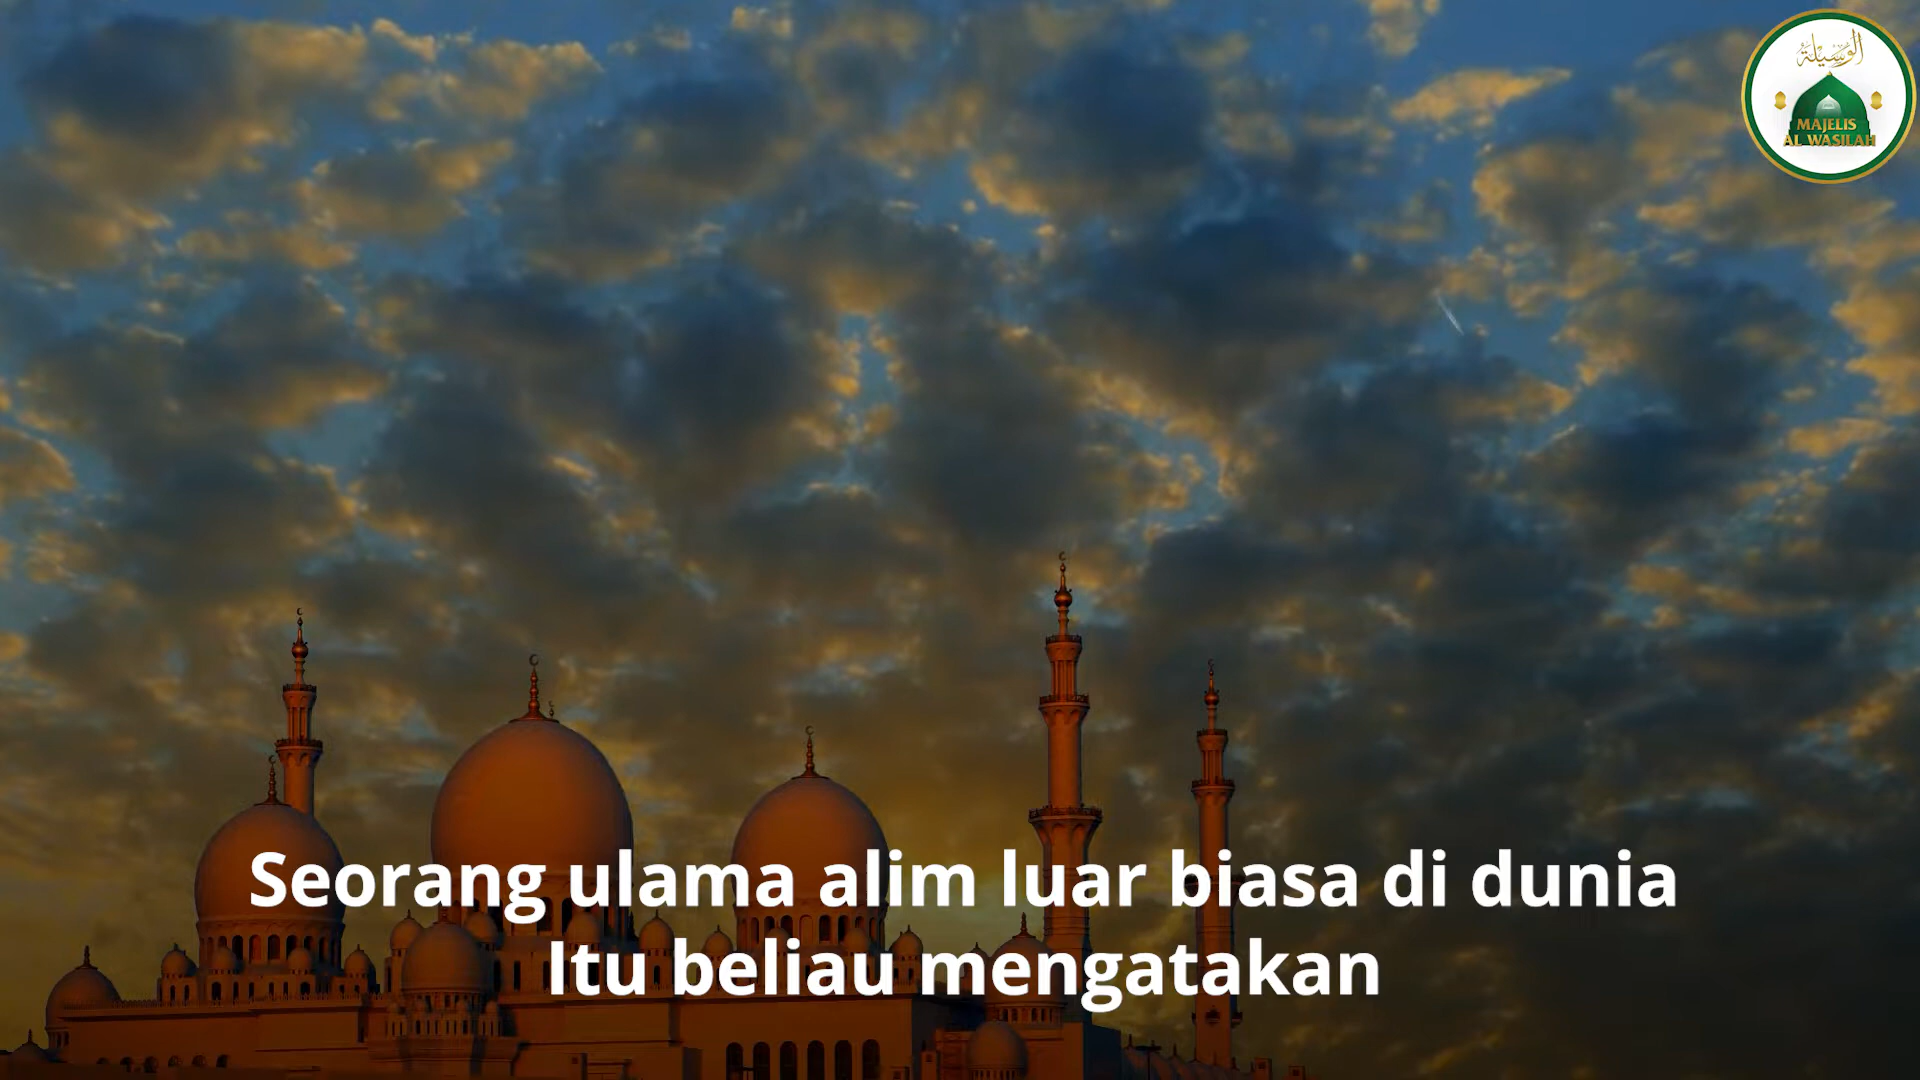 الوسيلة
MAJELIS
AL WASILAH
Seorang ulama alim luar biasa di dunia
Itu beliau mengatakan